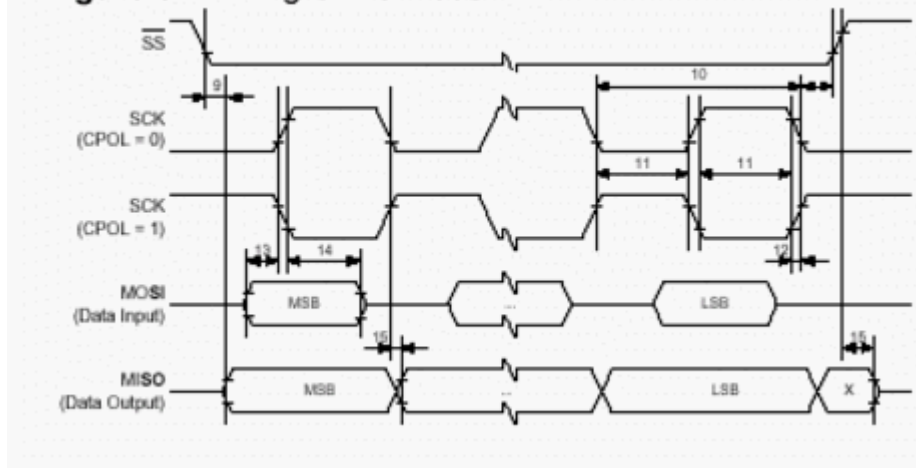 SS
9
10
SCK
(CPOL = 0)
11
11
SCK
(CPOL = 1)
13
14
12
MOSI
(Data Input)
MSB
...
LSB
15
15
MISO
(Data Output)
MSB
...
LSB
X